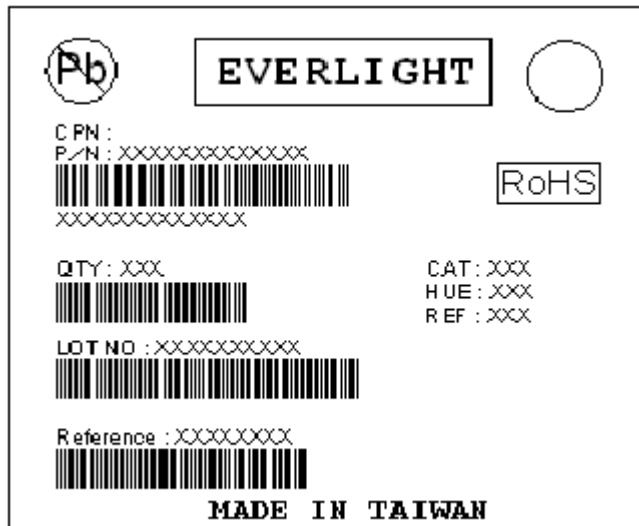 Pb
EVERLIGHT
CPN :
P/N : XXXXXXXXXXXXX
RoHS
XXXXXXXXXXXXX
QTY : XXX
CAT : XXX
HUE : XXX
REF : XXX
LOT NO : XXXXXXXXXX
Reference : XXXXXXXX
MADE IN TAIWAN